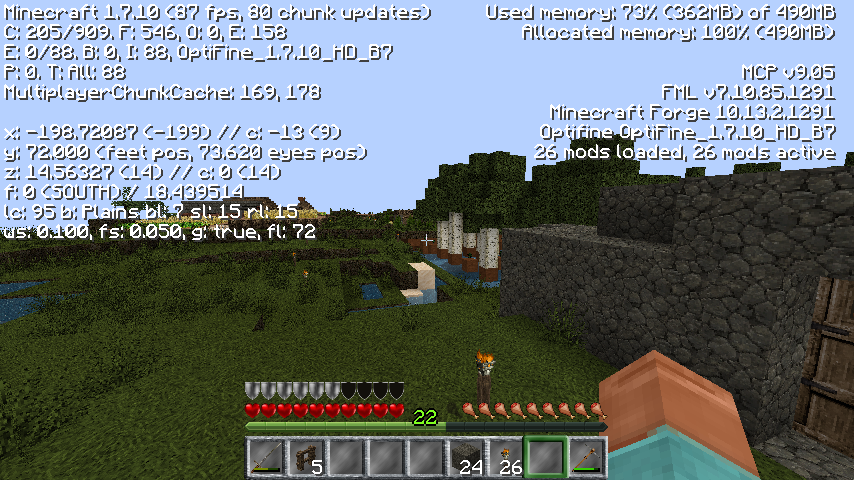 Minecraft 1.7.10 (87 fps, 80 chunk updates)
C: 205/909, F: 546, O: 0, E: 158
E: 0/88, B: 0, I: 88, OptiFine_1.7.10_HD_B7
P: 0. T: All: 88
MultiplayerChunkCache: 169, 178
x: -198.72087 (-199) // c: -13 (9)
y: 72.000 (feet pos, 73.620 eyes pos)
z: 14.56327 (14) // c: 0 (14)
f: 0 (SOUTH) / 18.439514
lc: 95 b: Plains bl: 7 sl: 15 rl: 15
ws: 0.100, fs: 0.050, g: true, fl: 72
Used memory: 73% (362MB) of 490MB
Allocated memory: 100% (490MB)
MCP v9.05
FML v7.10.85.1291
Minecraft Forge 10.13.2.1291
Optifine OptiFine_1.7.10_HD_B7
26 mods loaded, 26 mods active
22
5
24
26